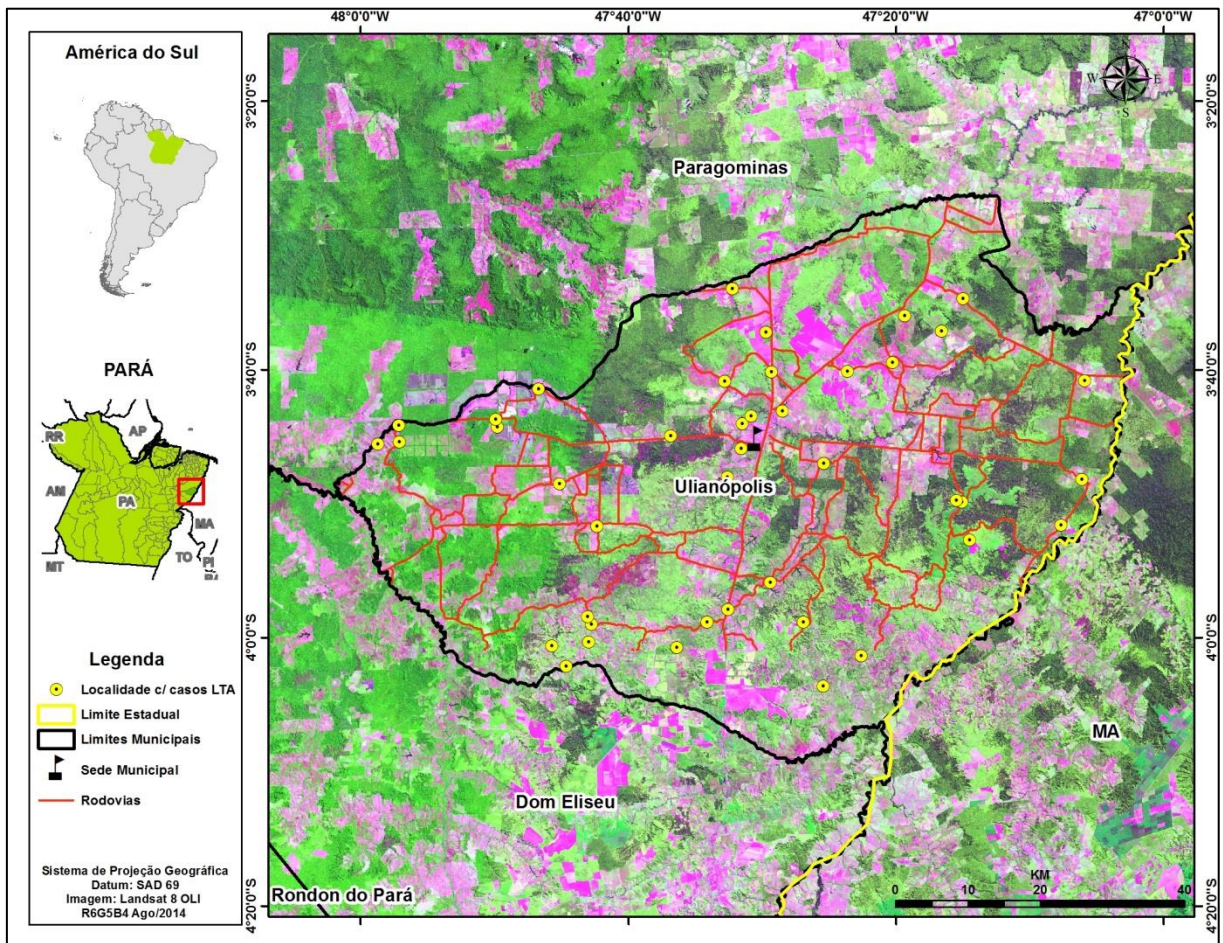 48°0'0"W
47°40'0"W
47°20'0"W
47°0'0"W
América do Sul
PARÁ
RR
AP
AM
PA
MA
TO
PI
MT
Legenda
Localidade c/ casos LTA
Limite Estadual
Limites Municipais
Sede Municipal
Rodovias
Sistema de Projeção Geográfica
Datum: SAD 69
Imagem: Landsat 8 OLI
R6G5B4 Ago/2014
3°20'0"S
3°40'0"S
4°0'0"S
4°20'0"S
W E
S
Paragominas
Ulianópolis
MA
Dom Eliseu
Rondon do Pará
KM
0 5 10 20 30 40
3°20'0"S
3°40'0"S
4°0'0"S
4°20'0"S